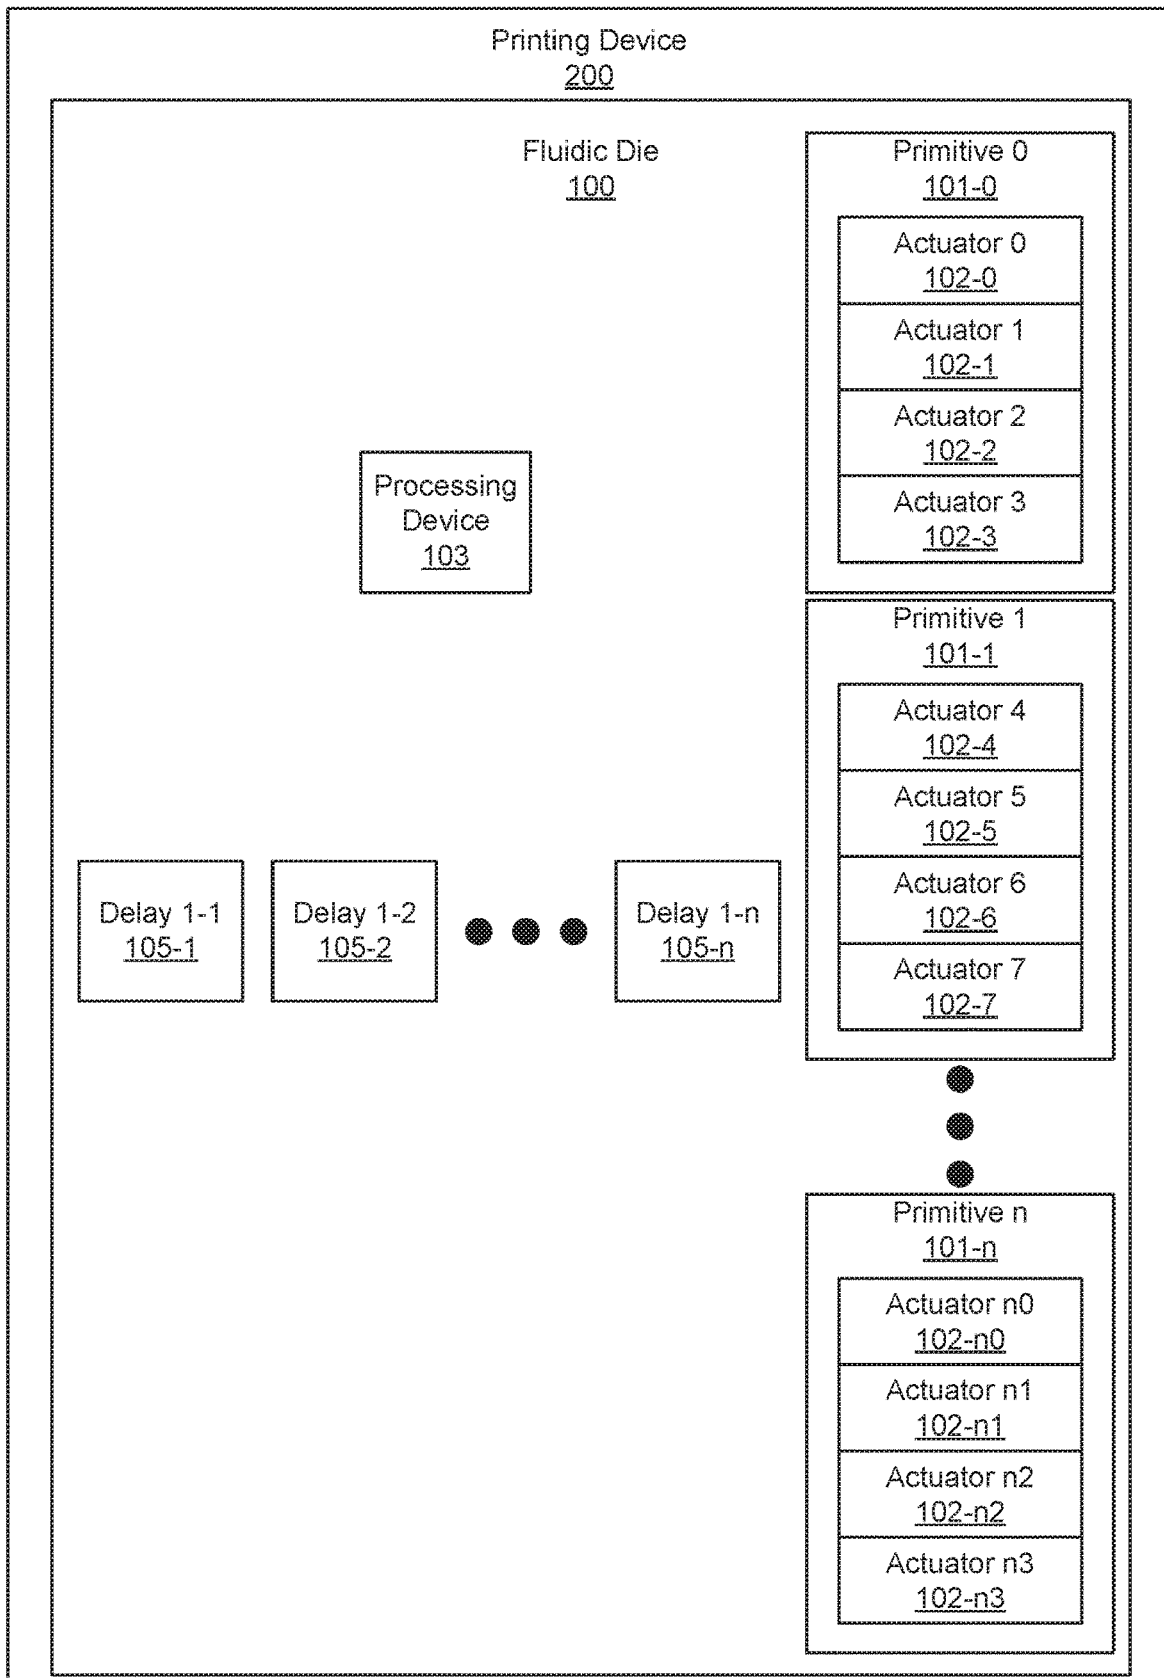 Printing Device
200
Fluidic Die
100
Primitive 0
101-0
Actuator 0
102-0
Actuator 1
102-1
Actuator 2
102-2
Actuator 3
102-3
Processing
Device
103
Primitive 1
101-1
Actuator 4
102-4
Actuator 5
102-5
Actuator 6
102-6
Actuator 7
102-7
Delay 1-1
105-1
Delay 1-2
105-2
Delay 1-n
105-n
Primitive n
101-n
Actuator n0
102-n0
Actuator n1
102-n1
Actuator n2
102-n2
Actuator n3
102-n3